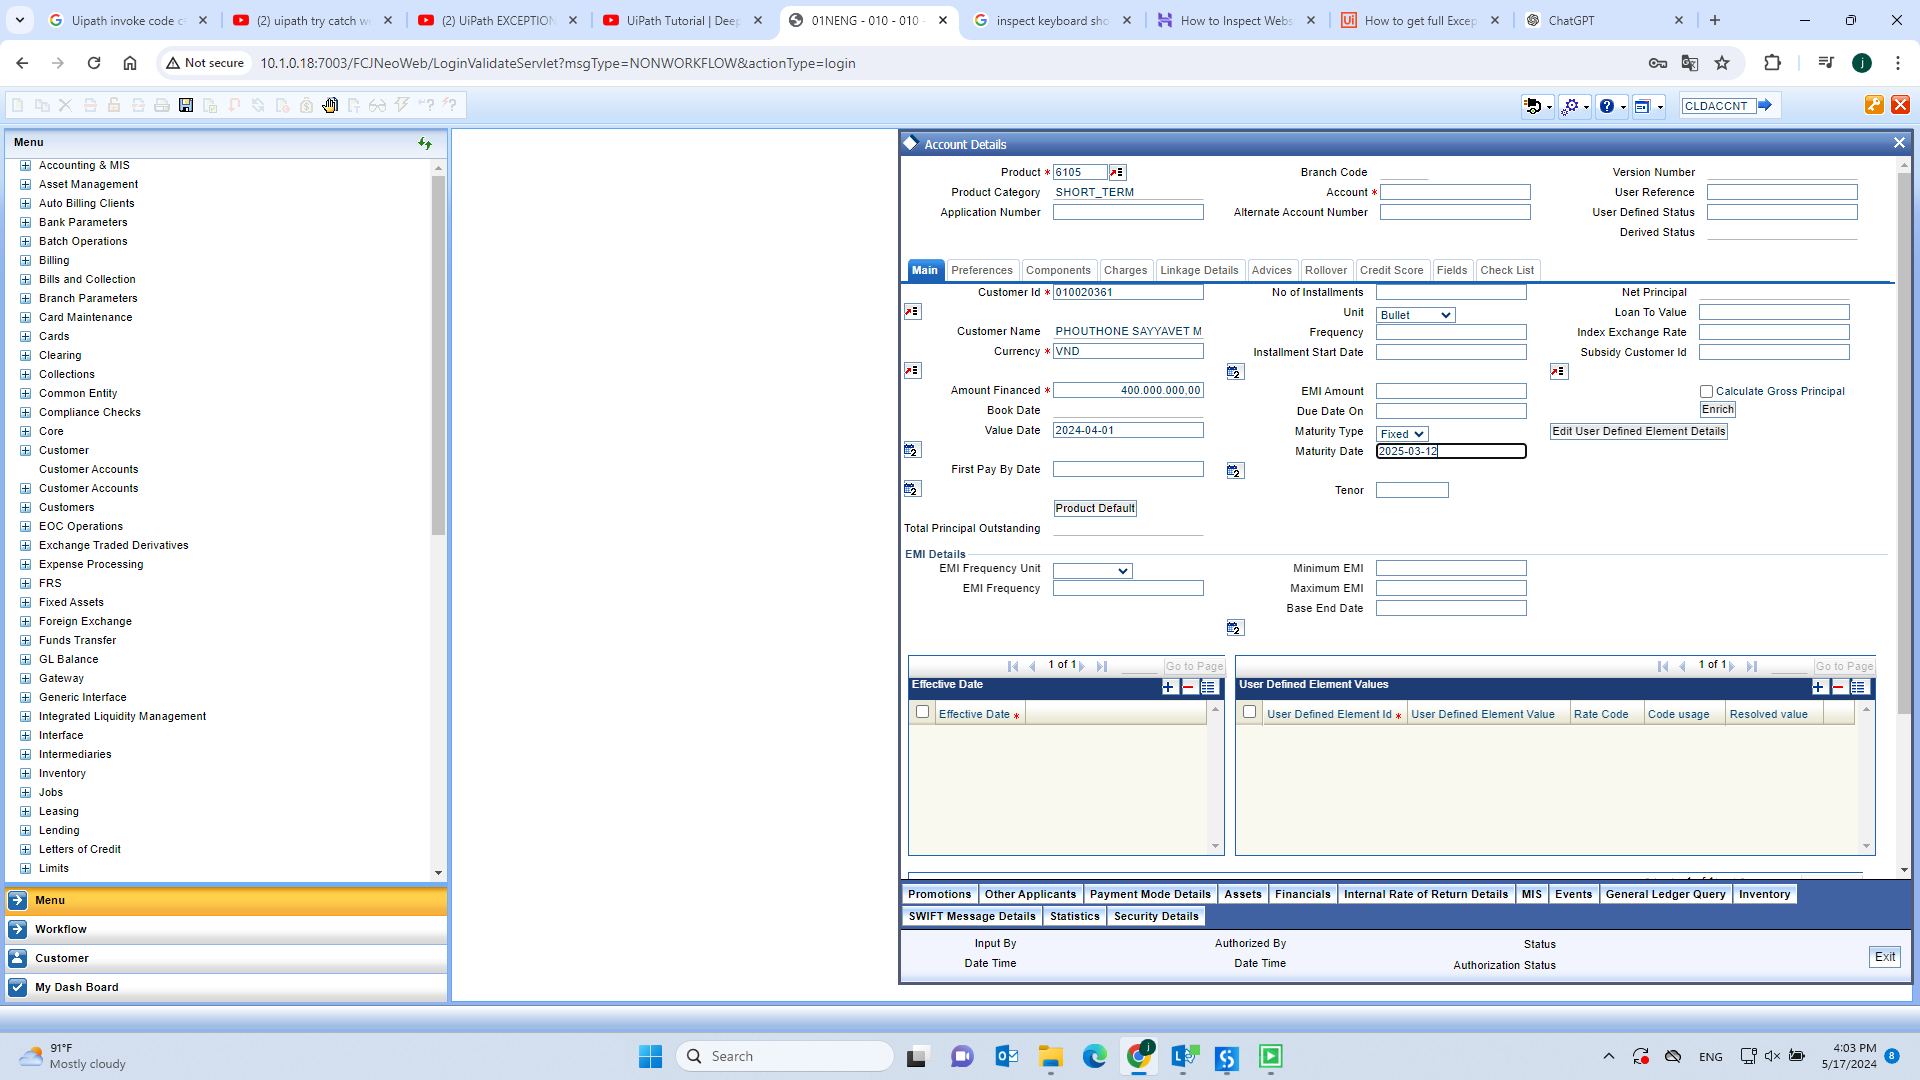 Uipath invoke code c
(2) uipath try catch w
(2) UiPath EXCEPTION
UiPath Tutorial | Deep
01NENG - 010 - 010 -
inspect keyboard sho
How to Inspect Webs
How to get full Excep
ChatGPT
Not secure
10.1.0.18:7003/FCJNeoWeb/LoginValidateServlet?msgType=NONWORKFLOW&actionType=login
CLDACCNT
Menu
Accounting & MIS
Asset Management
Auto Billing Clients
Bank Parameters
Batch Operations
Billing
Bills and Collection
Branch Parameters
Card Maintenance
Cards
Clearing
Collections
Common Entity
Compliance Checks
Core
Customer
Customer Accounts
Customer Accounts
Customers
EOC Operations
Exchange Traded Derivatives
Expense Processing
FRS
Fixed Assets
Foreign Exchange
Funds Transfer
GL Balance
Gateway
Generic Interface
Integrated Liquidity Management
Interface
Intermediaries
Inventory
Jobs
Leasing
Lending
Letters of Credit
Limits
Menu
Workflow
Customer
My Dash Board
Account Details
Product * 6105
Branch Code
Version Number
Product Category SHORT_TERM
Account *
User Reference
Application Number
Alternate Account Number
User Defined Status
Derived Status
Main Preferences Components Charges Linkage Details Advices Rollover Credit Score Fields Check List
Customer Id * 010020361
No of Installments
Net Principal
Unit Bullet
Loan To Value
Customer Name PHOUTHONE SAYYAVET M
Frequency
Index Exchange Rate
Currency * VND
Installment Start Date
Subsidy Customer Id
Amount Financed * 400.000.000,00
EMI Amount
Calculate Gross Principal
Book Date
Due Date On
Enrich
Value Date 2024-04-01
Maturity Type Fixed
Edit User Defined Element Details
Maturity Date 2025-03-12
First Pay By Date
Tenor
Product Default
Total Principal Outstanding
EMI Details
EMI Frequency Unit
Minimum EMI
EMI Frequency
Maximum EMI
Base End Date
1 of 1 Go to Page
1 of 1 Go to Page
Effective Date
User Defined Element Values
Effective Date *
User Defined Element Id * User Defined Element Value Rate Code Code usage Resolved value
Promotions Other Applicants Payment Mode Details Assets Financials Internal Rate of Return Details MIS Events General Ledger Query Inventory
SWIFT Message Details Statistics Security Details
Input By
Authorized By
Status
Date Time
Date Time
Authorization Status
Exit
91°F
Mostly cloudy
Search
ENG
4:03 PM
5/17/2024
8